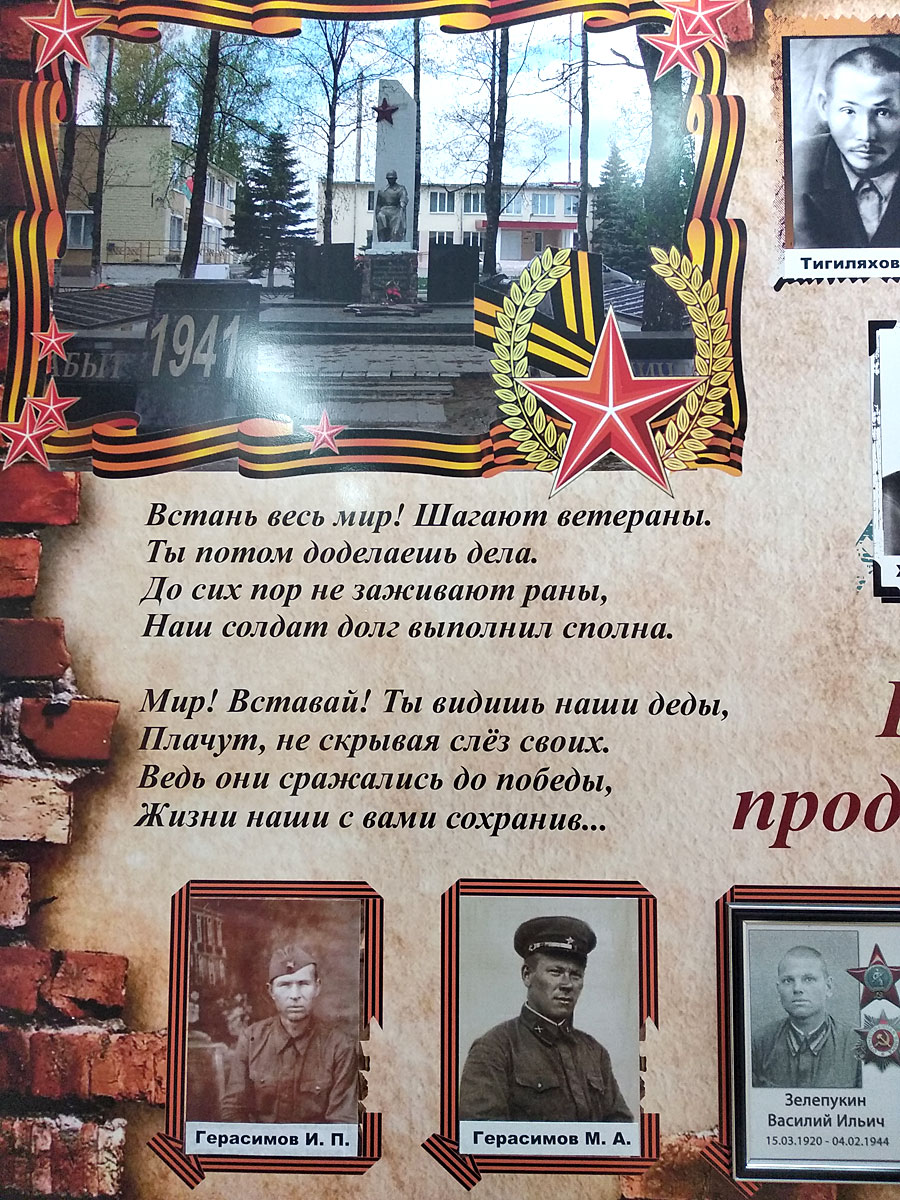 1941
Тигиляхов
Встань весь мир! Шагают ветераны.
Ты потом доделаешь дела.
До сих пор не заживают раны,
Наш солдат долг выполнил сполна.
Мир! Вставай! Ты видишь наши деды,
Плачут, не скрывая слёз своих.
Ведь они сражались до победы,
Жизни наши с вами сохранив...
прод
Герасимов И. П.
Герасимов М. А.
Зелепукин
Василий Ильич
15.03.1920 - 04.02.1944